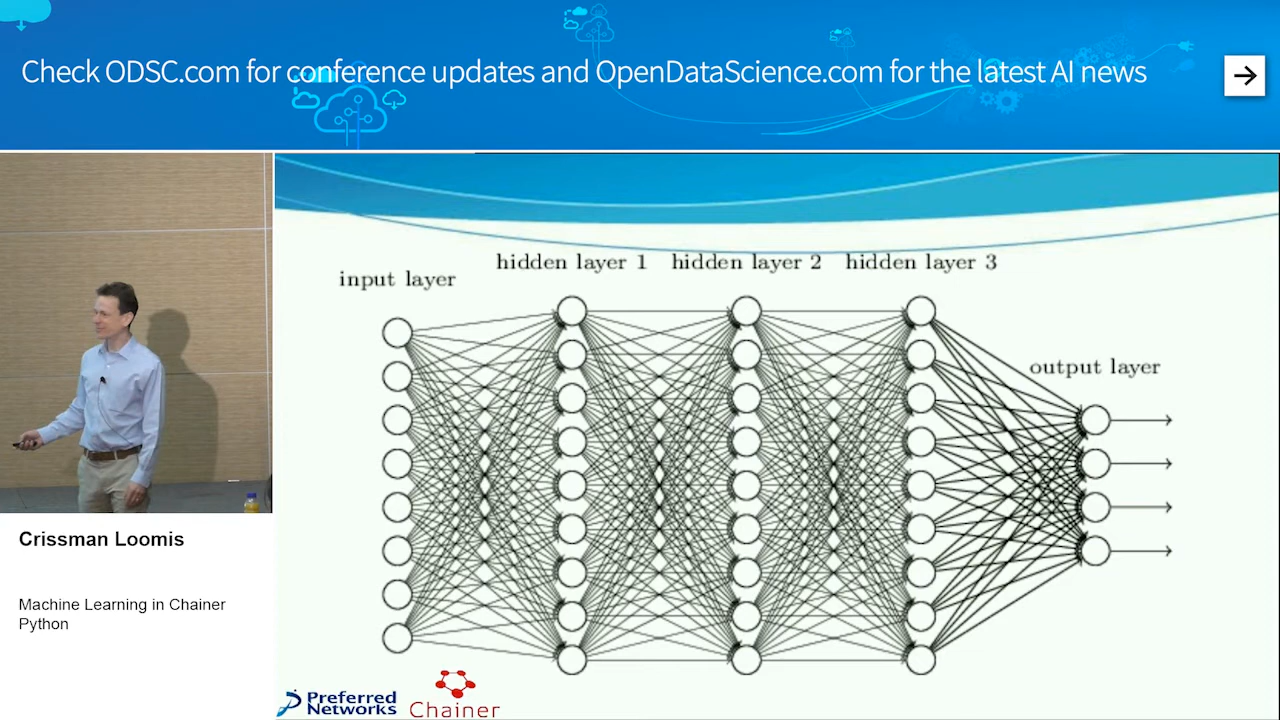 Check ODSC.com for conference updates and OpenDataScience.com for the latest AI news
input layer
hidden layer 1
hidden layer 2
hidden layer 3
output layer
Crissman Loomis
Machine Learning in Chainer
Python
Preferred
Networks
Chainer